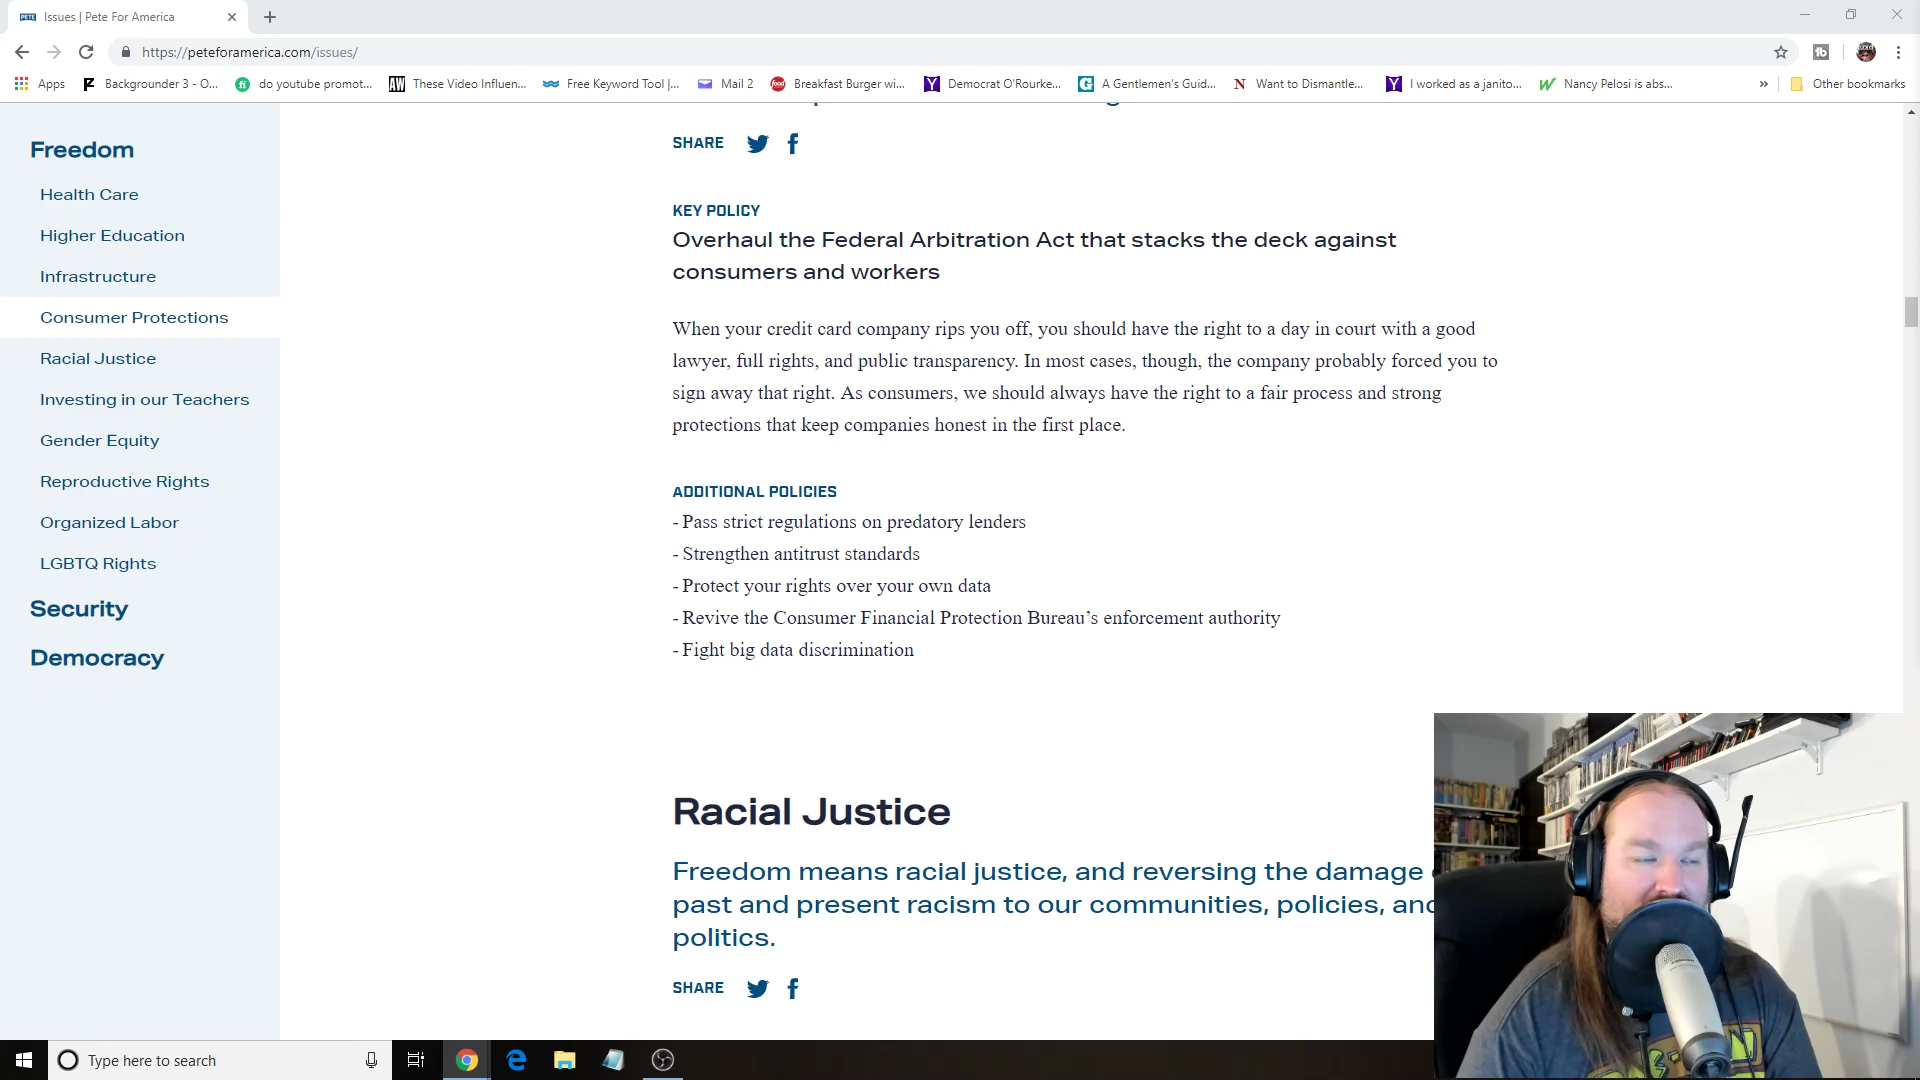 PETE Issues | Pete For America
https://peteforamerica.com/issues/
Apps Backgrounder 3 - O... do youtube promot... AW These Video Influen... Free Keyword Tool |... Mail 2 food Breakfast Burger wi... Y Democrat O'Rourke... G A Gentlemen's Guid... N Want to Dismantle... Y I worked as a janito... Nancy Pelosi is abs... » Other bookmarks
Freedom
Health Care
Higher Education
Infrastructure
Consumer Protections
Racial Justice
Investing in our Teachers
Gender Equity
Reproductive Rights
Organized Labor
LGBTQ Rights
Security
Democracy
SHARE
KEY POLICY
Overhaul the Federal Arbitration Act that stacks the deck against
consumers and workers
When your credit card company rips you off, you should have the right to a day in court with a good
lawyer, full rights, and public transparency. In most cases, though, the company probably forced you to
sign away that right. As consumers, we should always have the right to a fair process and strong
protections that keep companies honest in the first place.
ADDITIONAL POLICIES
- Pass strict regulations on predatory lenders
- Strengthen antitrust standards
- Protect your rights over your own data
- Revive the Consumer Financial Protection Bureau’s enforcement authority
- Fight big data discrimination
Racial Justice
Freedom means racial justice, and reversing the damage
past and present racism to our communities, policies, and
politics.
SHARE
Type here to search